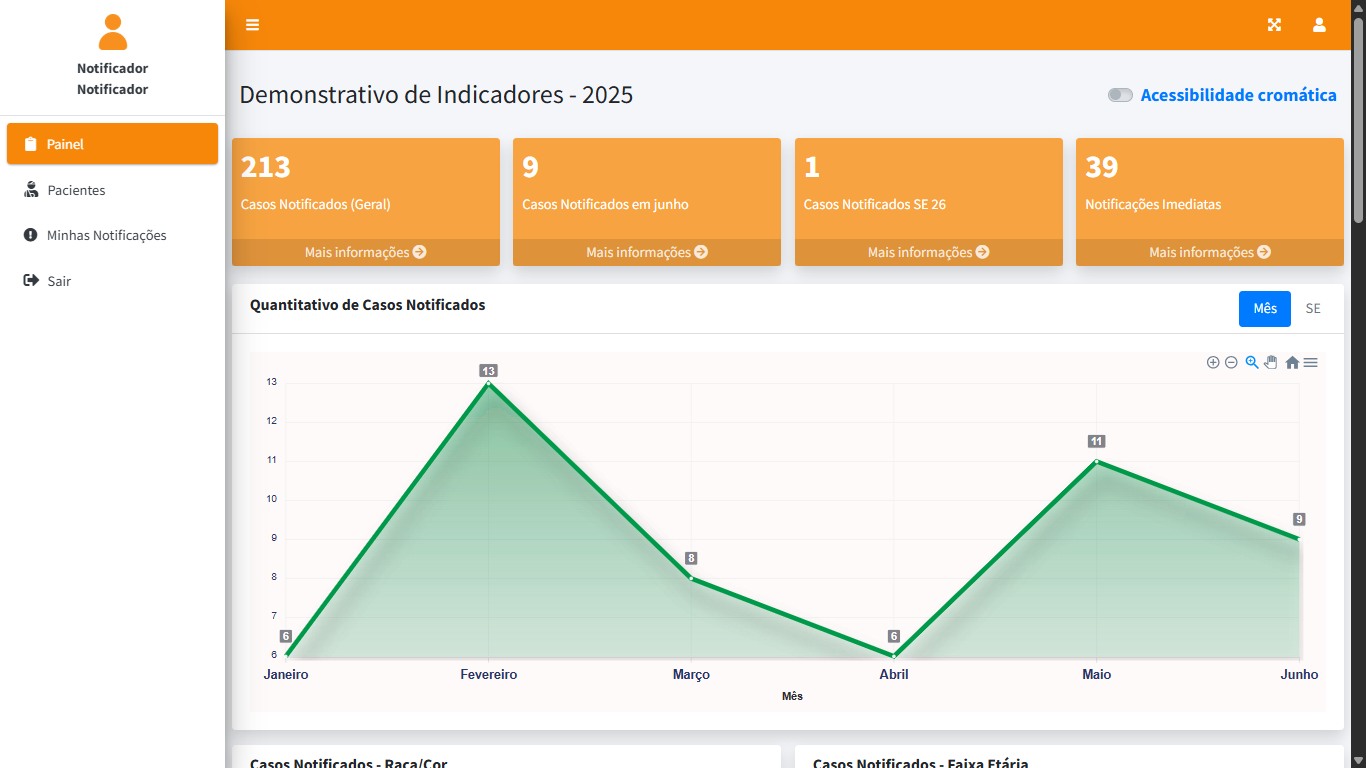 Notificador
Notificador
Painel
Pacientes
Minhas Notificações
Sair
Demonstrativo de Indicadores - 2025
Acessibilidade cromática
213
Casos Notificados (Geral)
Mais informações
9
Casos Notificados em junho
Mais informações
1
Casos Notificados SE 26
Mais informações
39
Notificações Imediatas
Mais informações
Quantitativo de Casos Notificados
Mês
SE
13
12
11
10
9
8
7
6
6
13
8
6
11
9
Janeiro
Fevereiro
Março
Abril
Maio
Junho
Mês
Casos Notificados - Raça/Cor
Casos Notificados - Faixa Etária